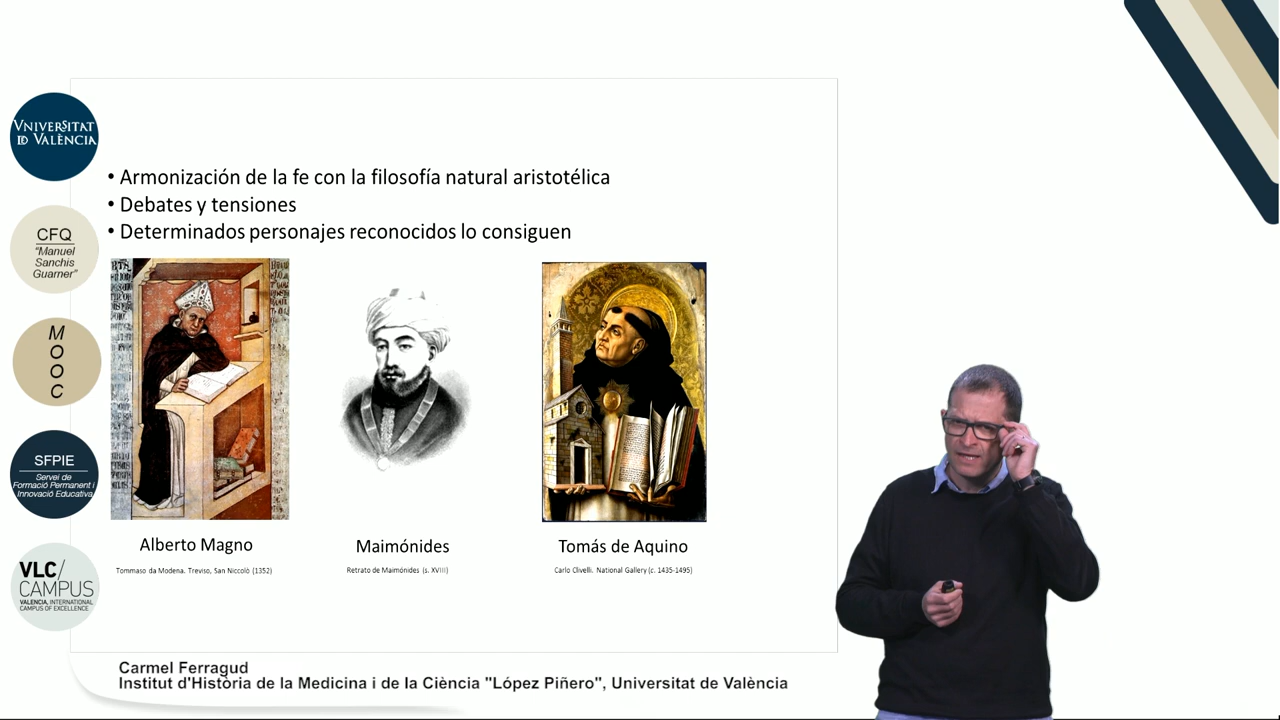 VNIVERSITAT
ID VALÈNCIA
CFQ
"Manuel
Sanchis
Guarner"
M
O
O
C
SFPIE
Servei de
Formació Permanent i
Innovació Educativa
VLC/
CAMPUS
VALENCIA, INTERNATIONAL
CAMPUS OF EXCELLENCE
• Armonización de la fe con la filosofía natural aristotélica
• Debates y tensiones
• Determinados personajes reconocidos lo consiguen
Alberto Magno
Tommaso da Modena. Treviso, San Niccolò (1352)
Maimónides
Retrato de Maimónides (s. XVIII)
Tomás de Aquino
Carlo Clivelli. National Gallery (c. 1435-1495)
Carmel Ferragud
Institut d'Història de la Medicina i de la Ciència "López Piñero", Universitat de València